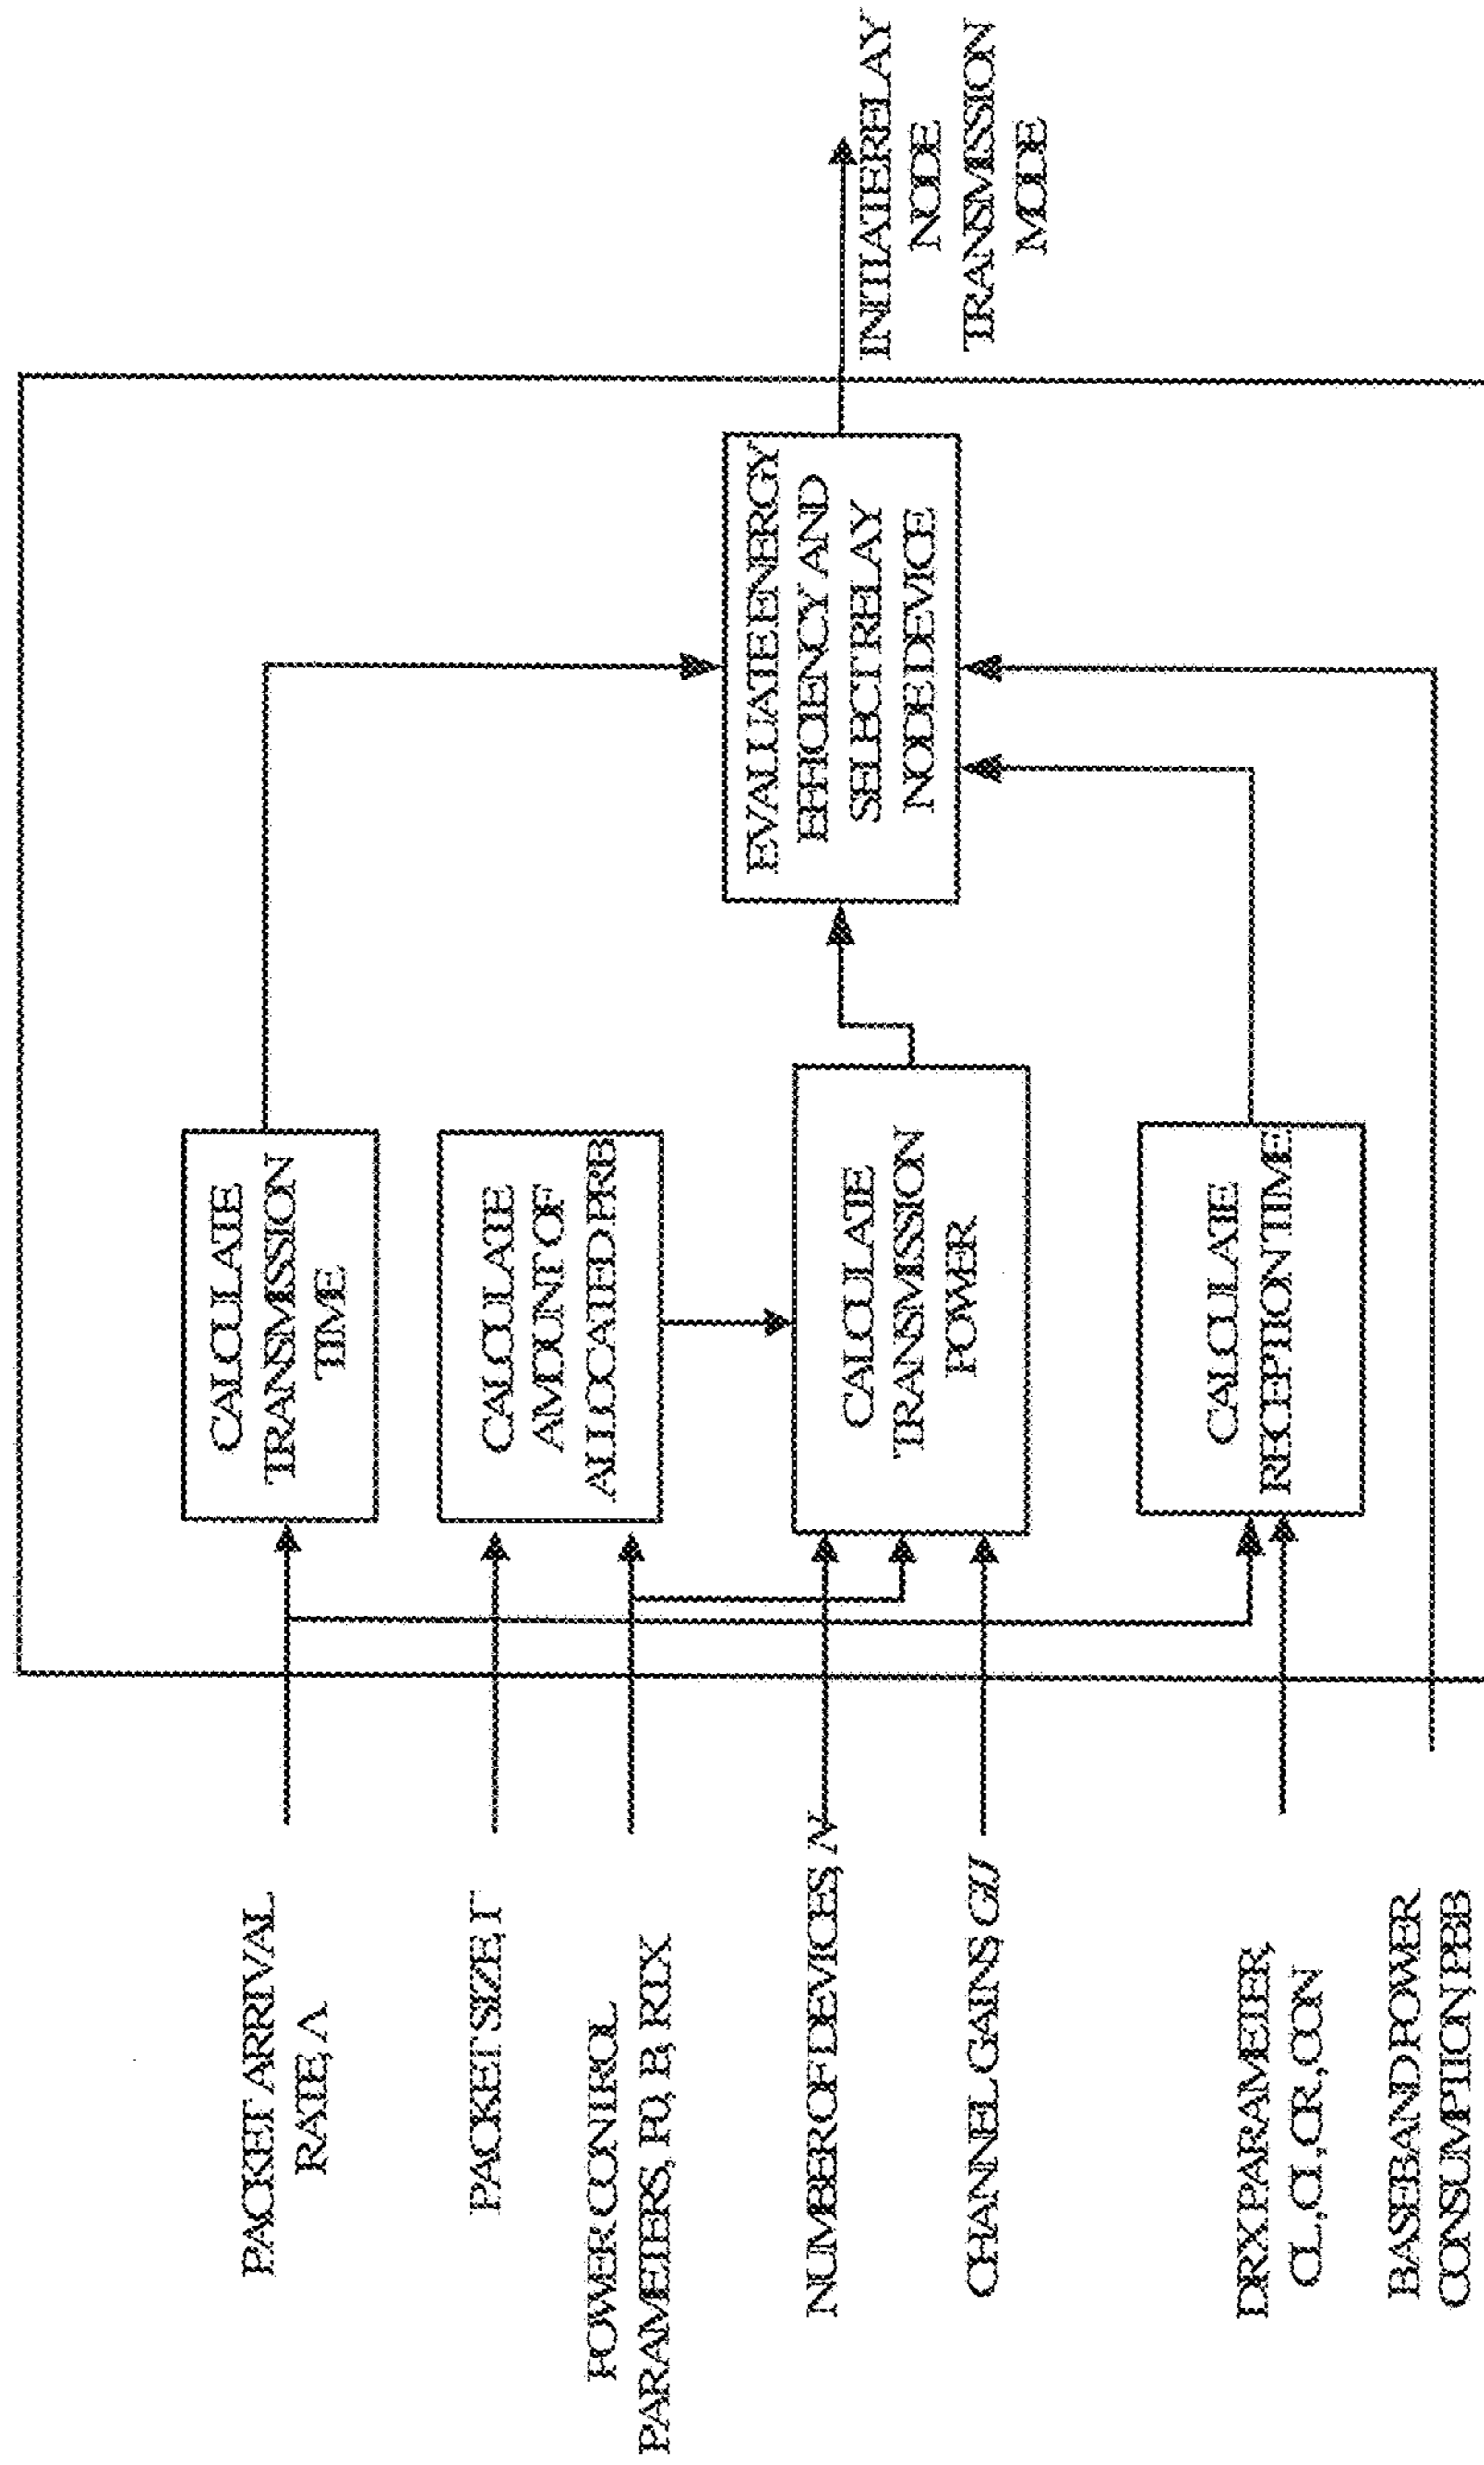 PACKET ARRIVAL
RATE, Λ
PACKET SIZE, Γ
POWER CONTROL
PARAMETERS, P0, B, RTX
NUMBER OF DEVICES, N
CHANNEL GAINS, GIJ
DRX PARAMETER,
CL, CI, CR, CON
BASEBAND POWER
CONSUMPTION, PBB
CALCULATE
TRANSMISSION
TIME
CALCULATE
AMOUNT OF
ALLOCATED PRB
CALCULATE
TRANSMISSION
POWER
CALCULATE
RECEPTION TIME
EVALUATE ENERGY
EFFICIENCY AND
SELECT RELAY
NODE DEVICE
INITIATE RELAY
NODE
TRANSMISSION
MODE